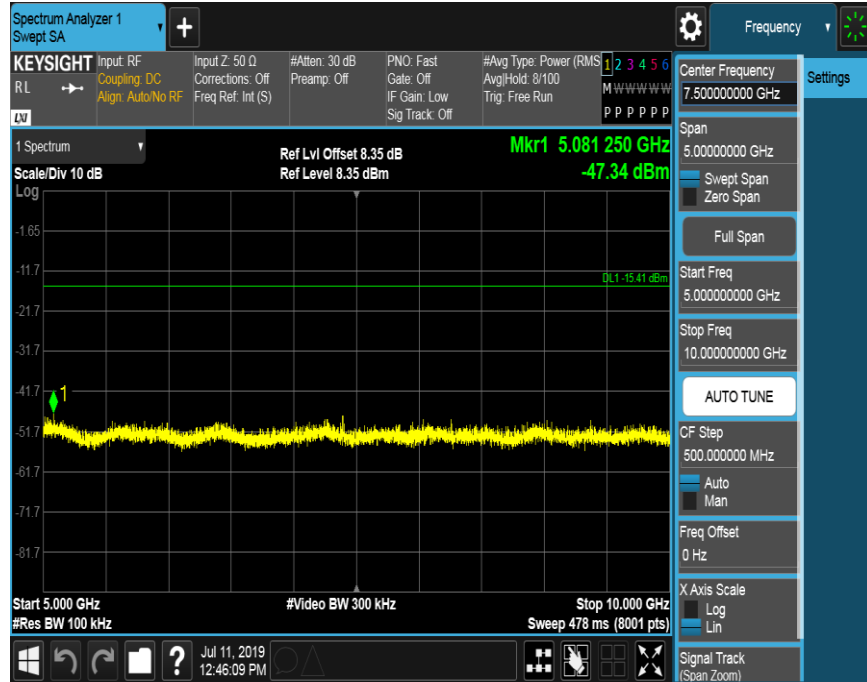 Spectrum Analyzer 1
Swept SA
+
Frequency
KEYSIGHT
RL
LXI
Input: RF
Coupling: DC
Align: Auto/No RF
Input Z: 50 Ω
Corrections: Off
Freq Ref: Int (S)
#Atten: 30 dB
Preamp: Off
PNO: Fast
Gate: Off
IF Gain: Low
Sig Track: Off
#Avg Type: Power (RMS
Avg|Hold: 8/100
Trig: Free Run
1 2 3 4 5 6
M W W W W W
P P P P P P
1 Spectrum
Scale/Div 10 dB
Ref Lvl Offset 8.35 dB
Ref Level 8.35 dBm
Mkr1 5.081 250 GHz
-47.34 dBm
Log
-1.65
-11.7
DL1 -15.41 dBm
-21.7
-31.7
-41.7
1
-51.7
-61.7
-71.7
-81.7
Start 5.000 GHz
#Res BW 100 kHz
#Video BW 300 kHz
Stop 10.000 GHz
Sweep 478 ms (8001 pts)
?
Jul 11, 2019
12:46:09 PM
Center Frequency
7.500000000 GHz
Settings
Span
5.00000000 GHz
Swept Span
Zero Span
Full Span
Start Freq
5.000000000 GHz
Stop Freq
10.000000000 GHz
AUTO TUNE
CF Step
500.000000 MHz
Auto
Man
Freq Offset
0 Hz
X Axis Scale
Log
Lin
Signal Track
(Span Zoom)